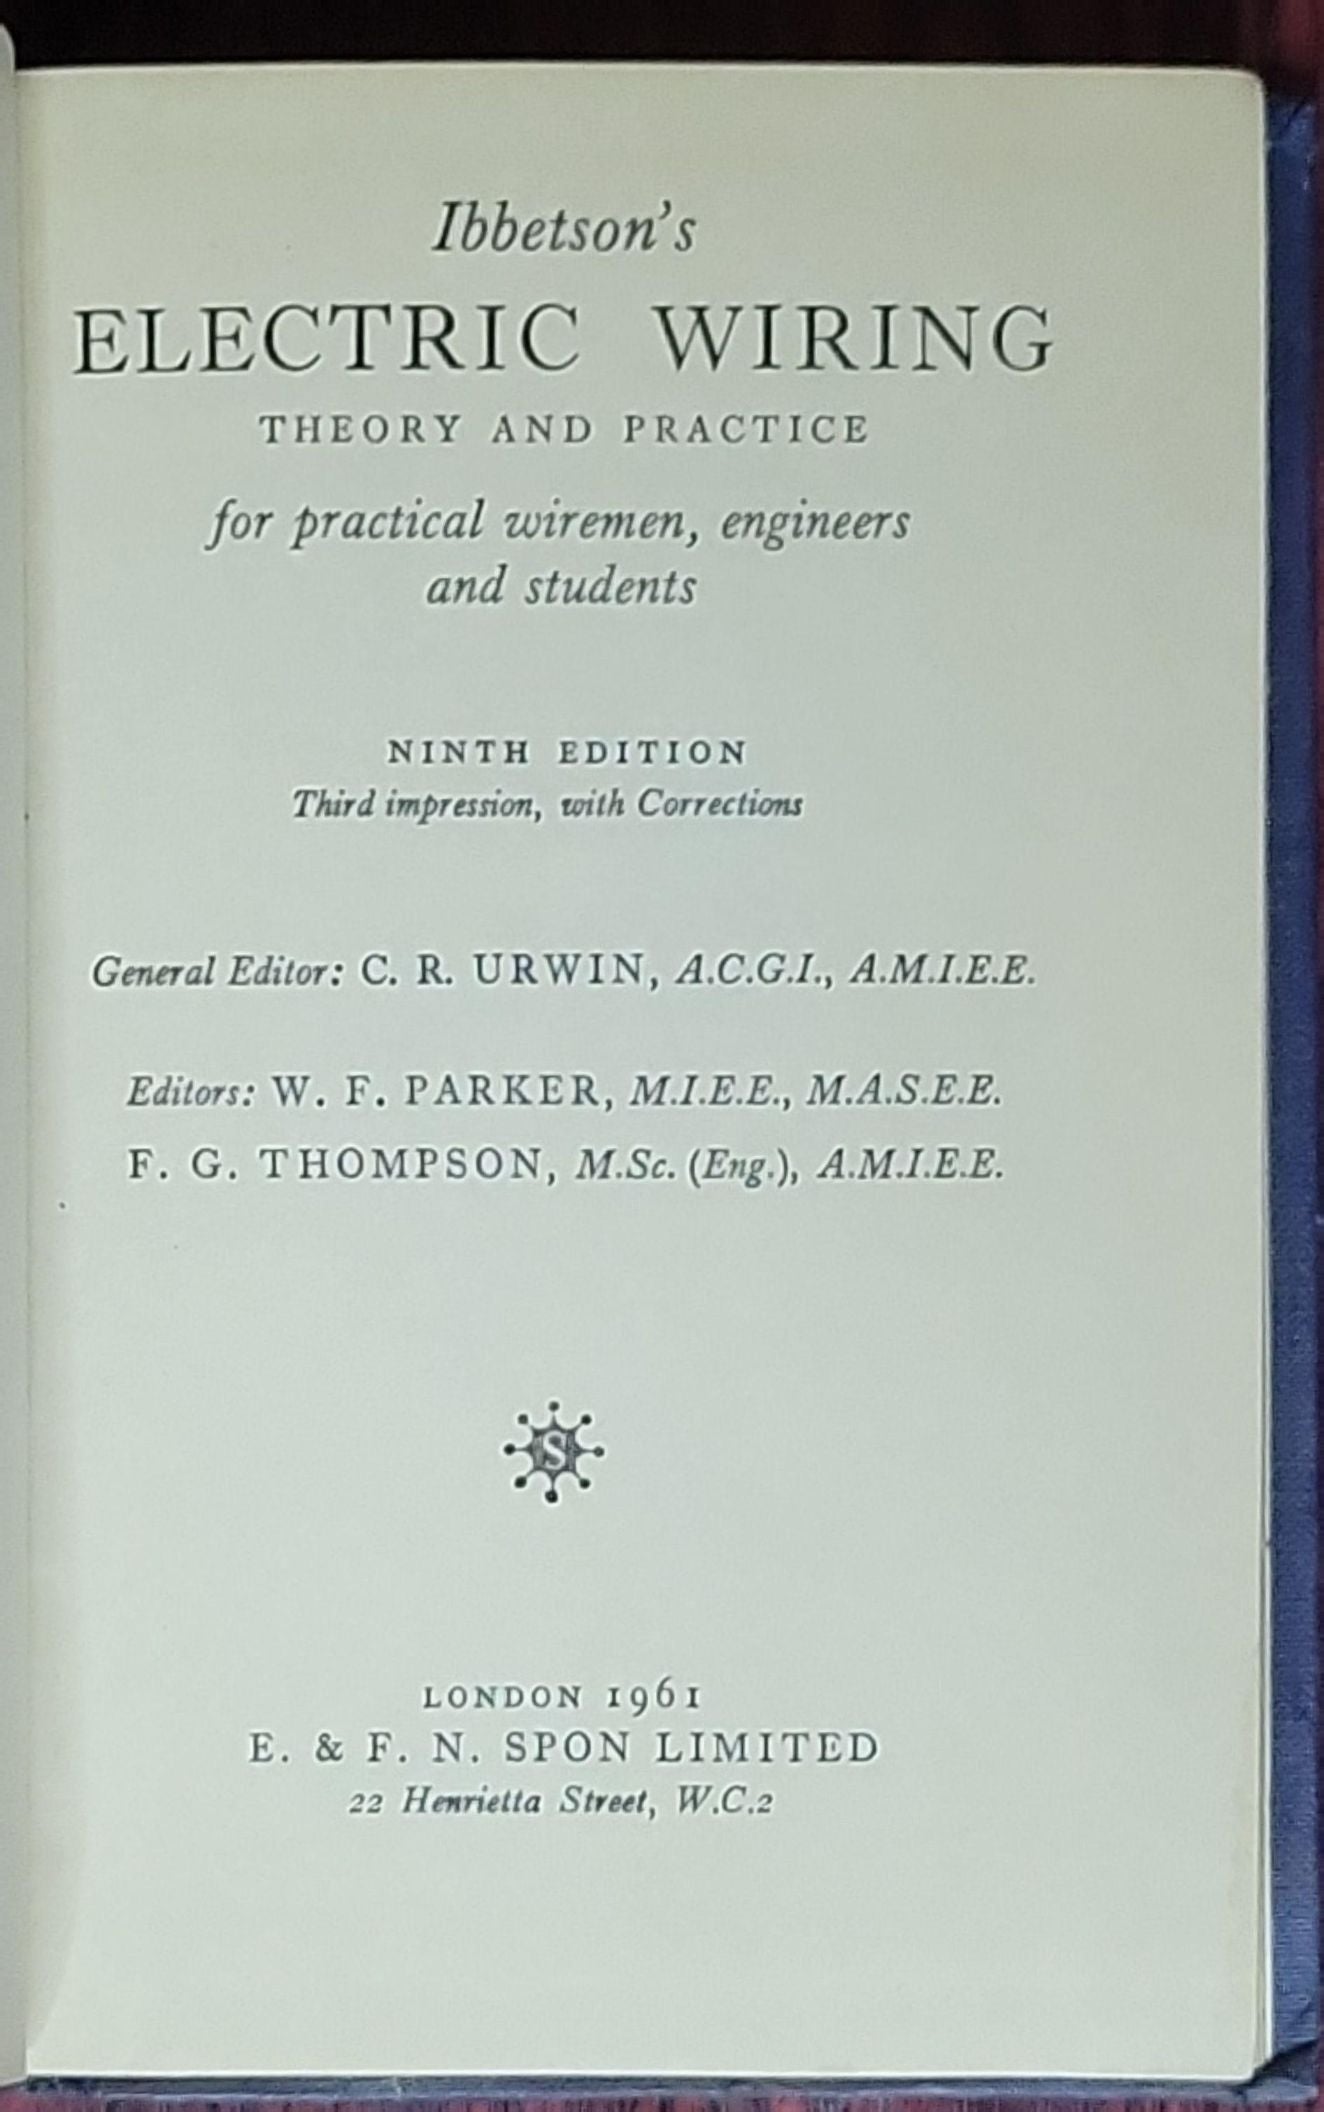 Ibbetson's
ELECTRIC WIRING
THEORY AND PRACTICE
for practical wiremen, engineers
and students
NINTH EDITION
Third impression, with Corrections
General Editor: C. R. URWIN, A.C.G.I., A.M.I.E.E.
Editors: W. F. PARKER, M.I.E.E., M.A.S.E.E.
F. G. THOMPSON, M.Sc. (Eng.), A.M.I.E.E.
S
LONDON 1961
E. & F. N. SPON LIMITED
22 Henrietta Street, W.C.2